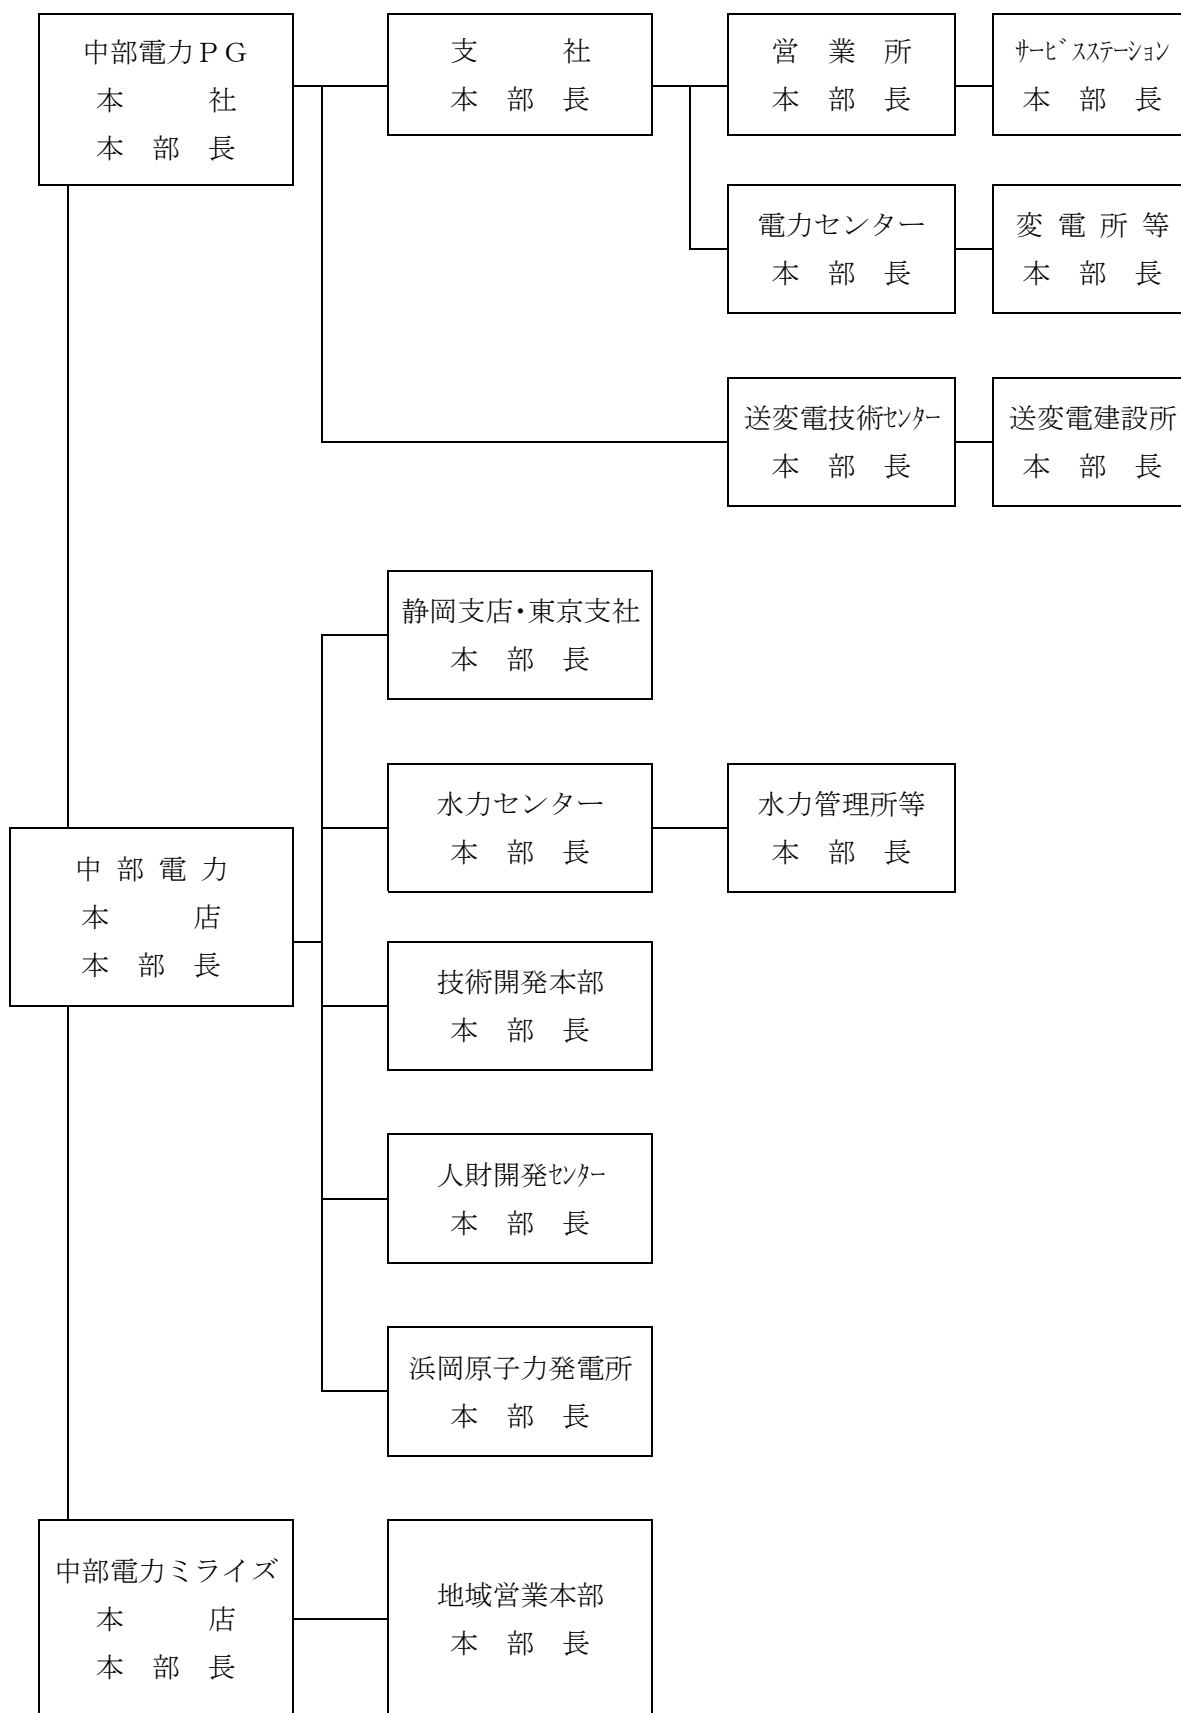 中部電力ＰＧ
本社
本部長
支社
本部長
営業所
本部長
ｻｰﾋﾞｽｽﾃｰｼｮﾝ
本部長
電力センター
本部長
変電所等
本部長
送変電技術ｾﾝﾀｰ
本部長
送変電建設所
本部長
静岡支店・東京支社
本部長
水力センター
本部長
水力管理所等
本部長
中部電力
本店
本部長
技術開発本部
本部長
人財開発ｾﾝﾀｰ
本部長
浜岡原子力発電所
本部長
中部電力ミライズ
本店
本部長
地域営業本部
本部長